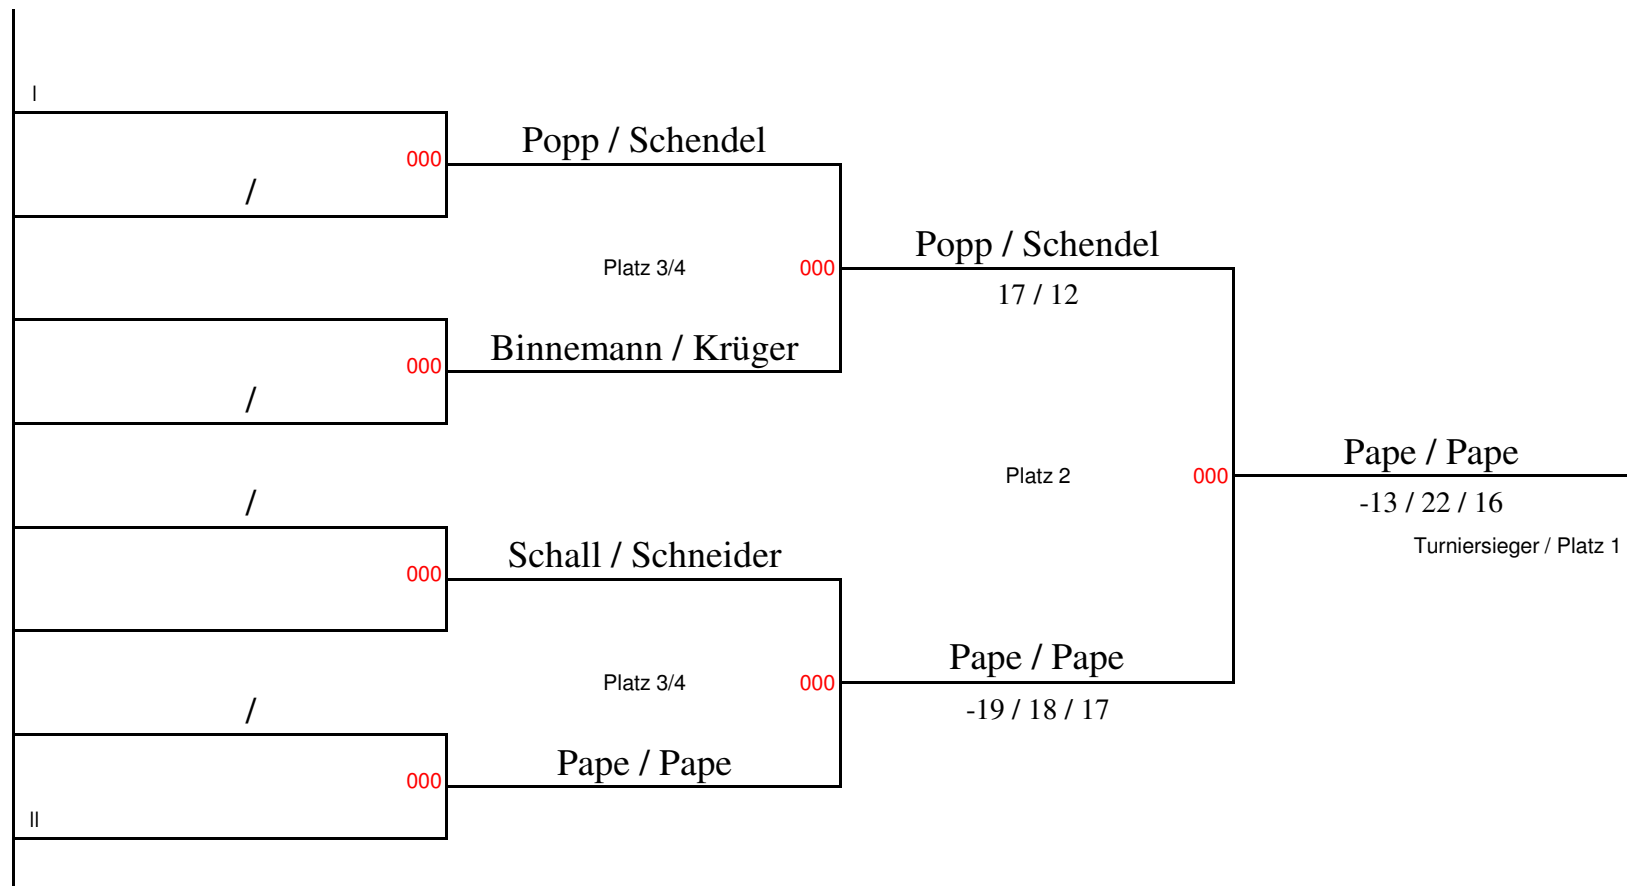 I
000
/
Popp / Schendel
Platz 3/4
000
000
/
Binnemann / Krüger
Popp / Schendel
17 / 12
/
000
Schall / Schneider
Platz 3/4
000
/
000
II
Pape / Pape
Pape / Pape
-19 / 18 / 17
Platz 2
000
Pape / Pape
-13 / 22 / 16
Turniersieger / Platz 1